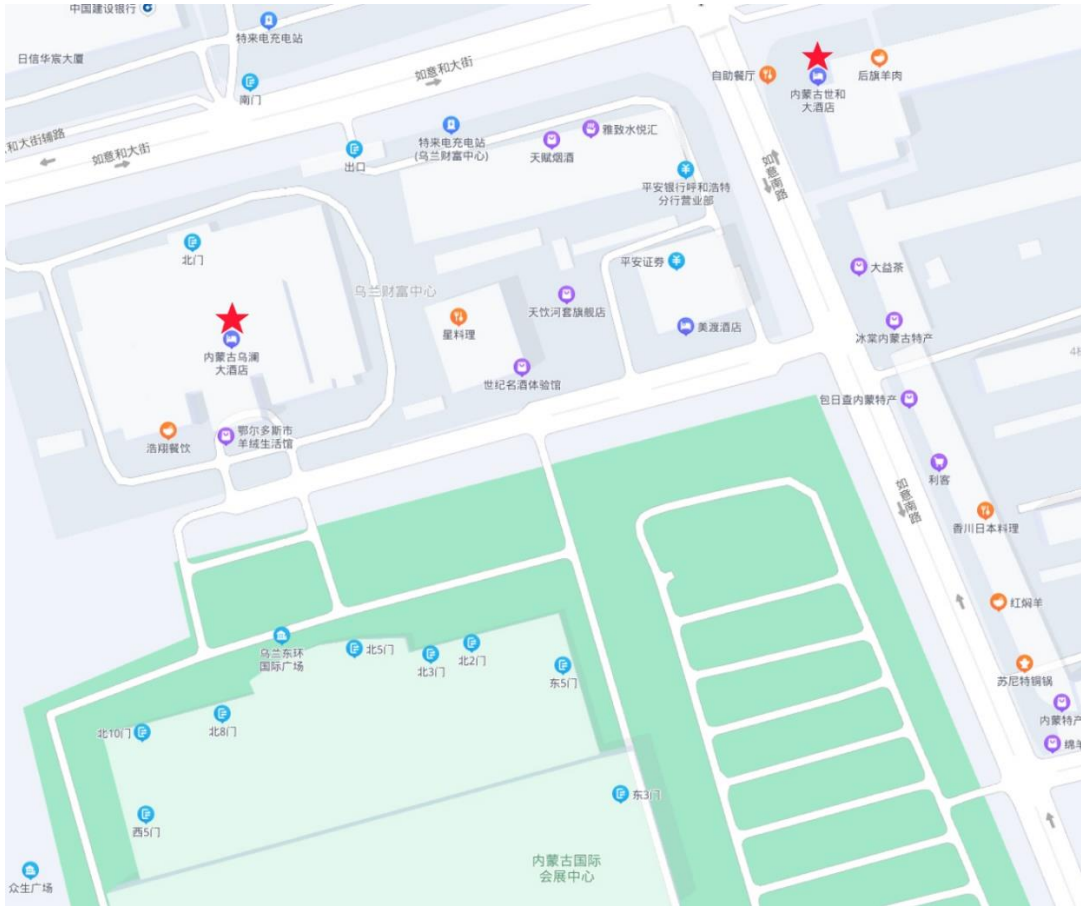 中国建设银行
日信华宸大厦
特来电充电站
南门
如意和大街
自助餐厅
内蒙古世和
大酒店
后旗羊肉
和大街辅路
如意和大街
出口
特来电充电站
(乌兰财富中心)
天赋烟酒
雅致水悦汇
平安银行呼和浩特
分行营业部
如意南路
北门
乌兰财富中心
平安证券
大益茶
内蒙古乌澜
大酒店
星料理
天饮河套旗舰店
美渡酒店
冰棠内蒙古特产
4
世纪名酒体验馆
包日查内蒙特产
浩翔餐饮
鄂尔多斯市
羊绒生活馆
利客
如意南路
香川日本料理
红焖羊
乌兰东环
国际广场
北5门
北3门
北2门
东5门
苏尼特铜锅
内蒙特产
绵羊
北10门
北8门
西5门
东3门
内蒙古国际
会展中心
众生广场